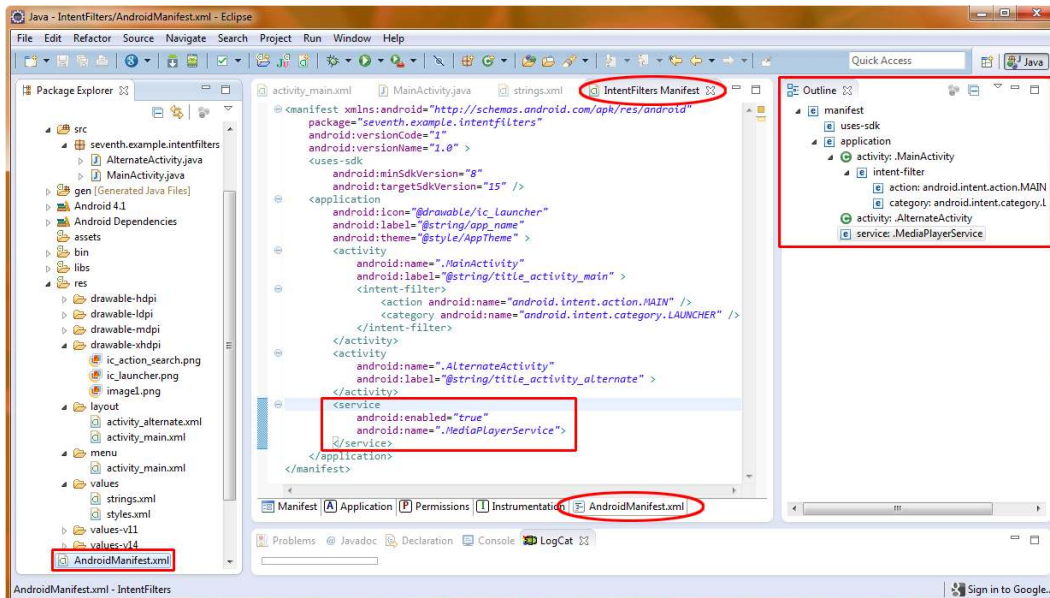 Java - IntentFilters/AndroidManifest.xml - Eclipse
File Edit Refactor Source Navigate Search Project Run Window Help
Quick Access
Java
Package Explorer
src
seventh.example.intentfilters
AlternateActivity.java
MainActivity.java
gen [Generated Java Files]
Android 4.1
Android Dependencies
assets
bin
libs
res
drawable-hdpi
drawable-ldpi
drawable-mdpi
drawable-xhdpi
ic_action_search.png
ic_launcher.png
image1.png
layout
activity_alternate.xml
activity_main.xml
menu
activity_main.xml
values
strings.xml
styles.xml
values-v11
values-v14
AndroidManifest.xml
activity_main.xml MainActivity.java strings.xml IntentFilters Manifest
<manifest xmlns:android="http://schemas.android.com/apk/res/android"
package="seventh.example.intentfilters"
android:versionCode="1"
android:versionName="1.0" >
<uses-sdk
android:minSdkVersion="8"
android:targetSdkVersion="15" />
<application
android:icon="@drawable/ic_launcher"
android:label="@string/app_name"
android:theme="@style/AppTheme" >
<activity
android:name=".MainActivity"
android:label="@string/title_activity_main" >
<intent-filter>
<action android:name="android.intent.action.MAIN" />
<category android:name="android.intent.category.LAUNCHER" />
</intent-filter>
</activity>
<activity
android:name=".AlternateActivity"
android:label="@string/title_activity_alternate" >
</activity>
<service
android:enabled="true"
android:name=".MediaPlayerService">
</service>
</application>
</manifest>
Manifest A Application P Permissions I Instrumentation AndroidManifest.xml
Problems @ Javadoc Declaration Console LogCat
Outline
manifest
uses-sdk
application
activity: .MainActivity
intent-filter
action: android.intent.action.MAIN
category: android.intent.category.L
activity: .AlternateActivity
service: .MediaPlayerService
AndroidManifest.xml - IntentFilters
Sign in to Google...